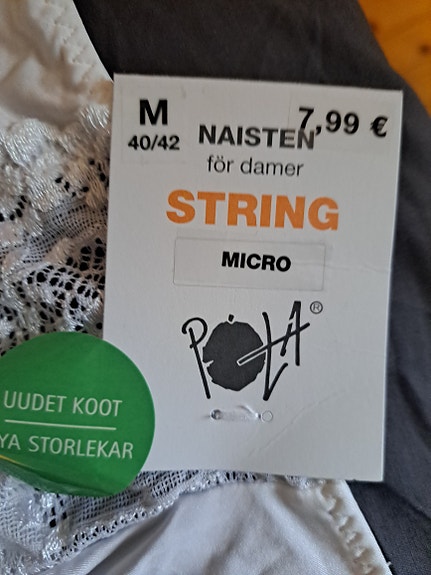 M
40/42
7,99 €
NAISTEN
för damer
STRING
MICRO
PÓLA ®
UUDET KOOT
YA STORLEKAR